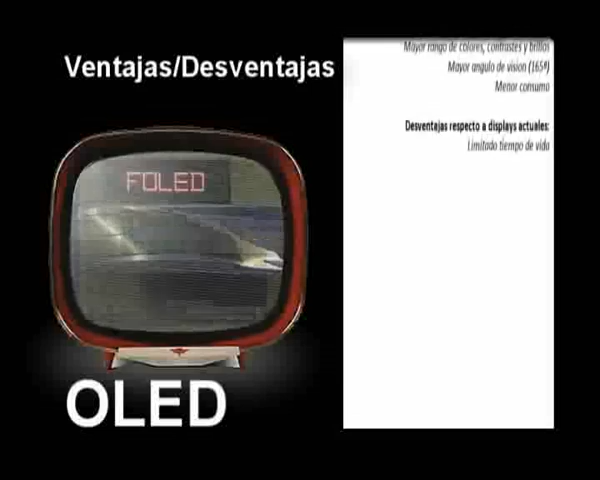 Ventajas/Desventajas
Mayor rango de colores, contrastes y brillos
Mayor angulo de vision (165º)
Menor consumo
Desventajas respecto a displays actuales:
Limitado tiempo de vida
FOLED
OLED